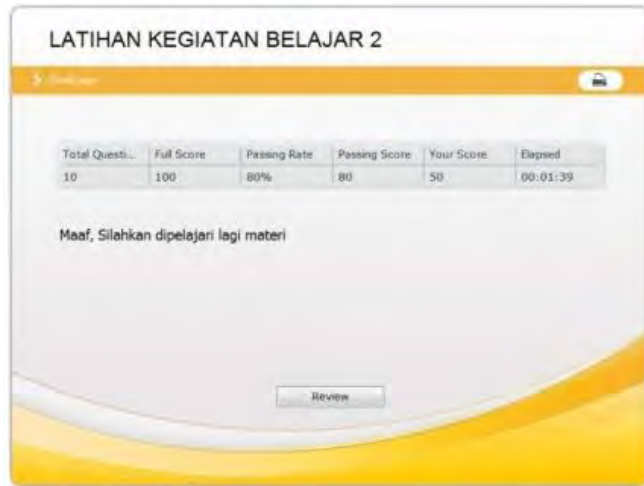 LATIHAN KEGIATAN BELAJAR 2
Total Questi... Full Score Passing Rate Passing Score Your Score Elapsed
10 100 80% 80 50 00:01:39
Maaf, Silahkan dipelajari lagi materi
Review